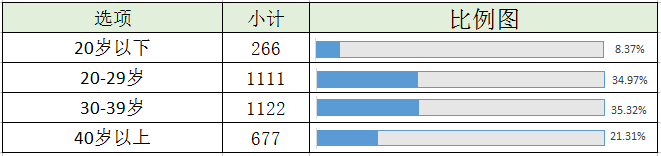 选项 小计 比例图
20岁以下 266 8.37%
20-29岁 1111 34.97%
30-39岁 1122 35.32%
40岁以上 677 21.31%